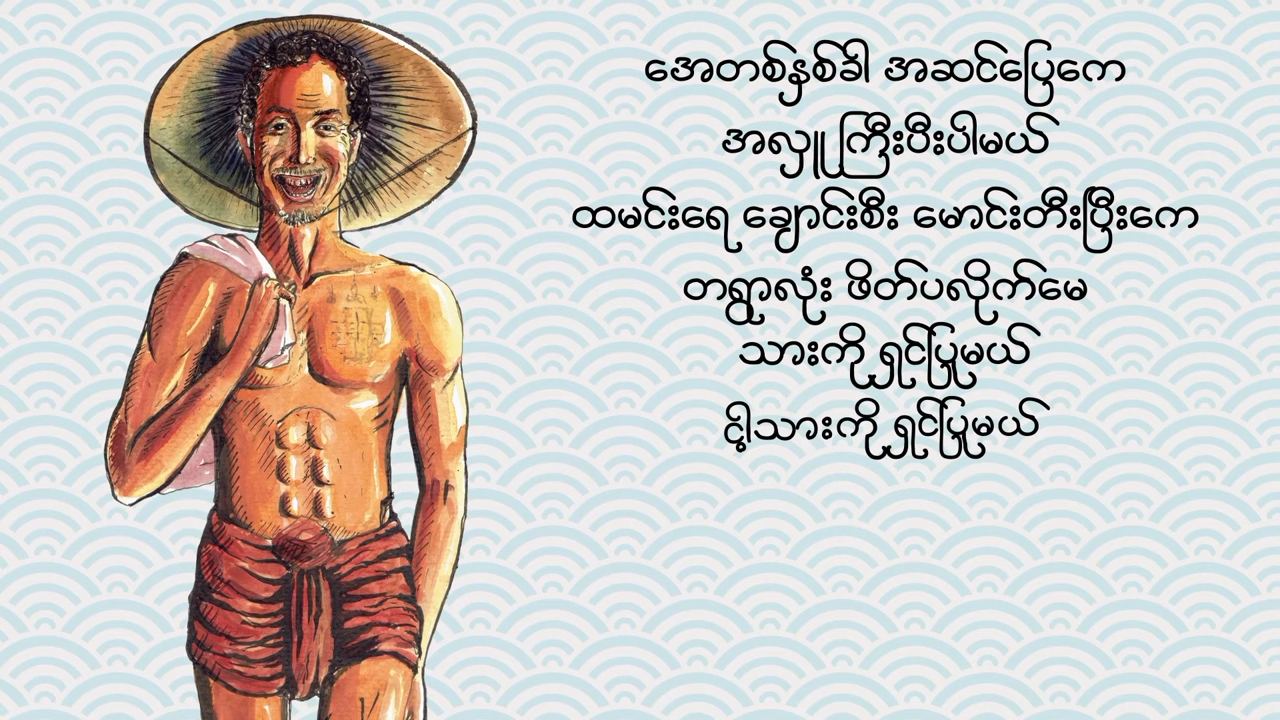 အေတစ်နှစ်ခါ အဆင်ပြေကေ
အလှူကြီးပီးပါမယ်
ထမင်းရေ ချောင်းစီး မောင်းတီးပြီးကေ
တရွာလုံး ဖိတ်ပလိုက်မေ
သားကို ရှင်ပြုမယ်
ငါ့သားကို ရှင်ပြုမယ်